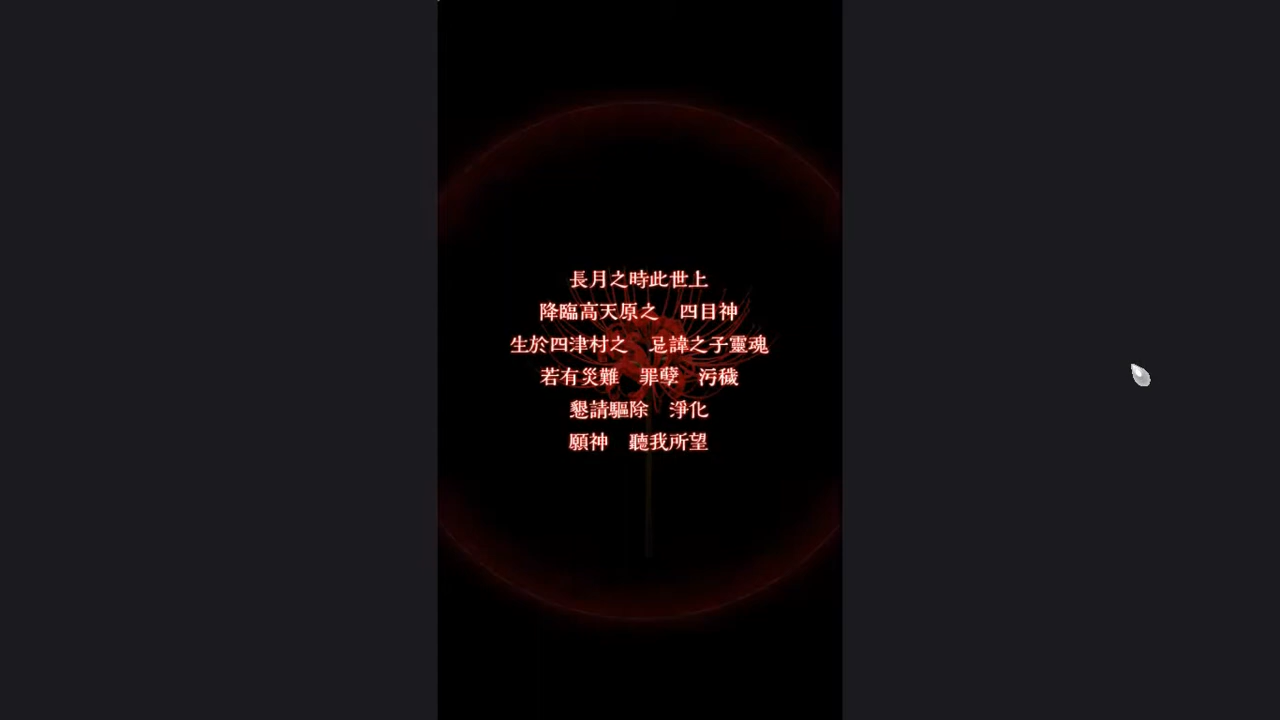 長月之時此世上
降臨高天原之　四目神
生於四津村之　忌諱之子靈魂
若有災難　罪孽　污穢
懇請驅除　淨化
願神　聽我所望